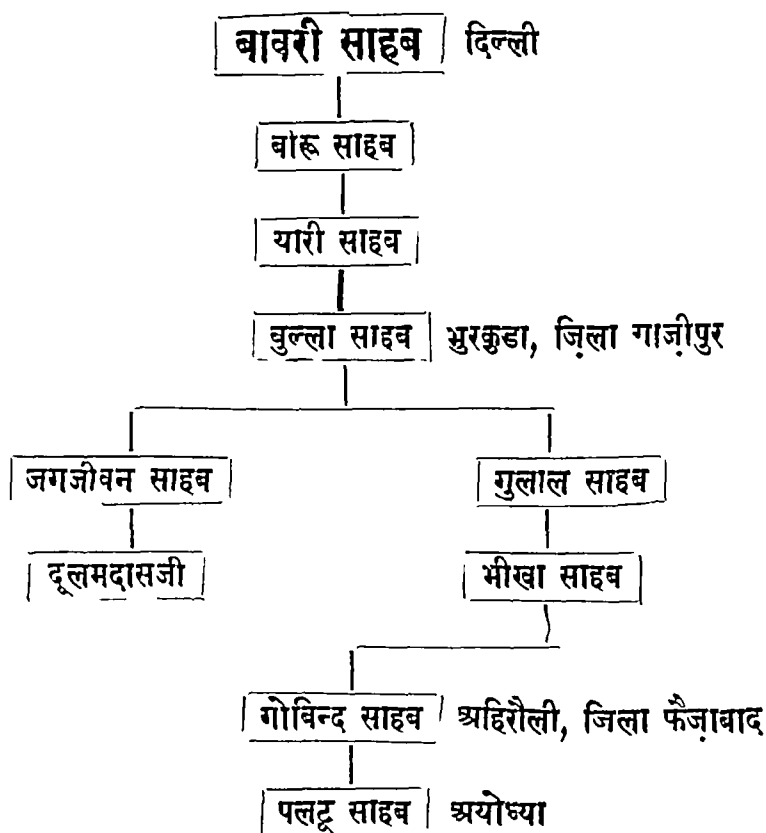 बावरी साहब दिल्ली
बीरू साहब
यारी साहब
बुल्ला साहब भुरकुडा, ज़िला गाज़ीपुर
जगजीवन साहब गुलाल साहब
दूलमदासजी भीखा साहब
गोबिन्द साहब अहिरौली, जिला फैज़ाबाद
पलटू साहब अयोध्या